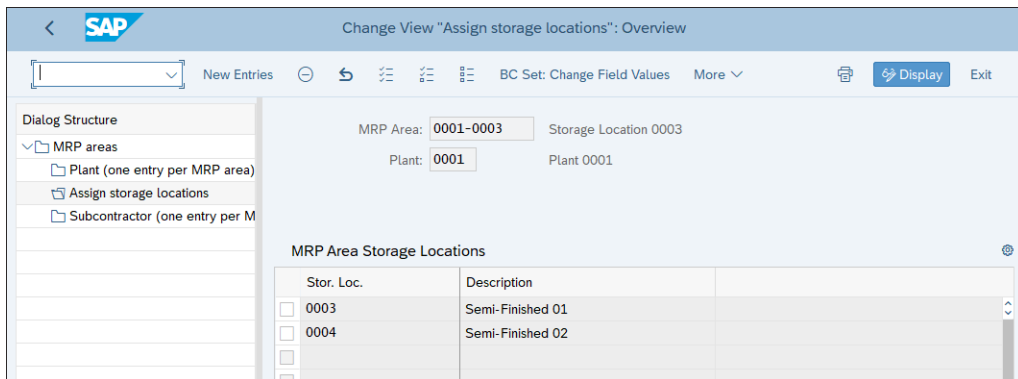 SAP Change View "Assign storage locations": Overview
New Entries BC Set: Change Field Values More Display Exit
Dialog Structure
MRP areas
Plant (one entry per MRP area)
Assign storage locations
Subcontractor (one entry per M
MRP Area: 0001-0003 Storage Location 0003
Plant: 0001 Plant 0001
MRP Area Storage Locations
Stor. Loc. Description
0003 Semi-Finished 01
0004 Semi-Finished 02